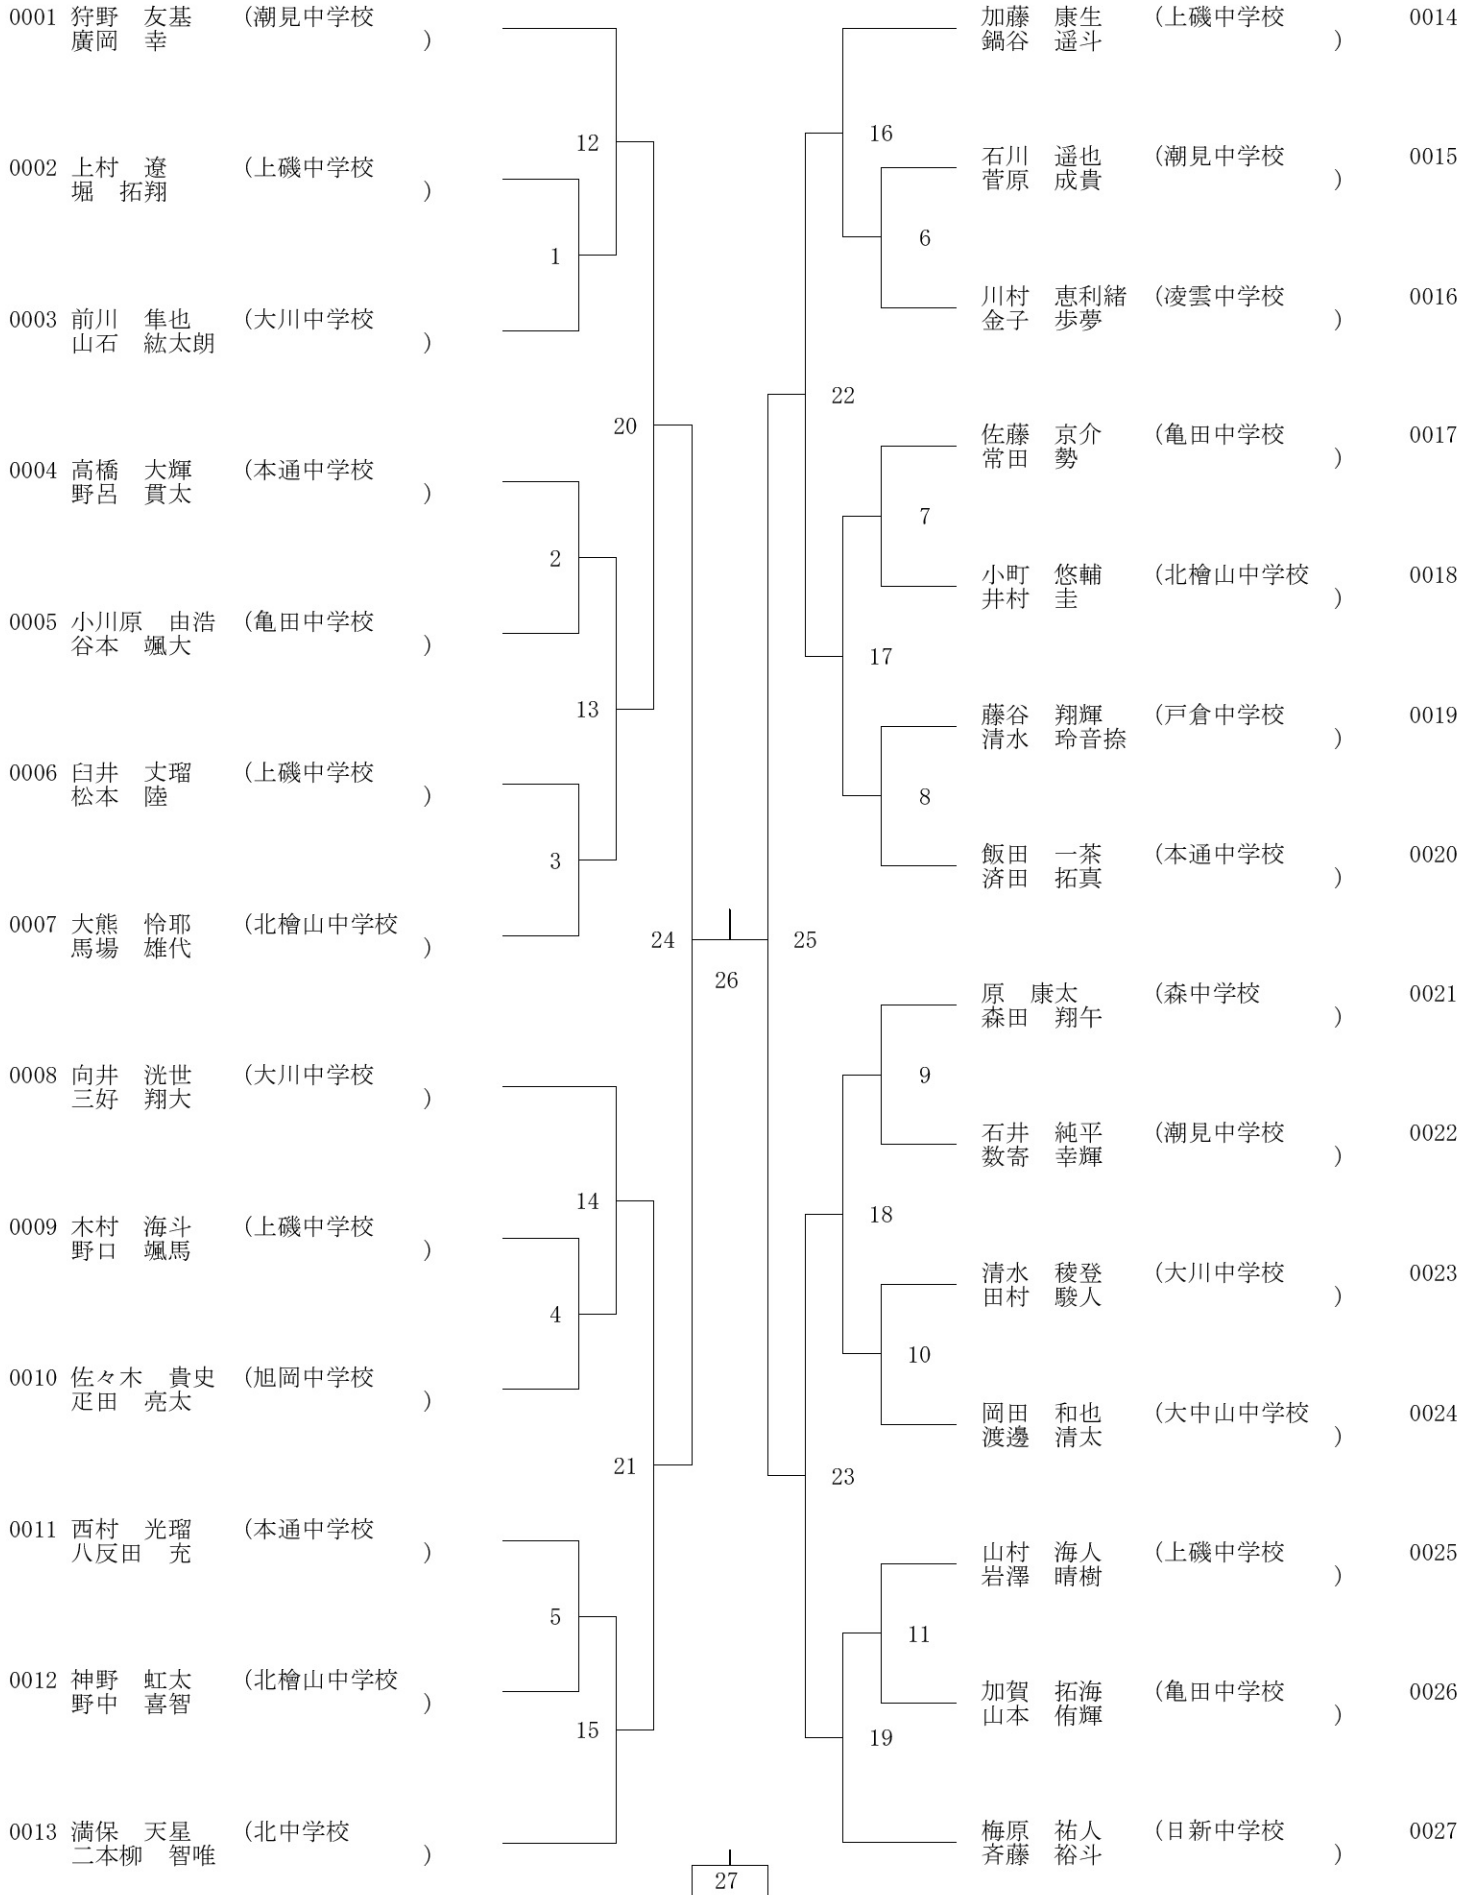 0001 狩野　友基　（潮見中学校
廣岡　幸　）
12
0002 上村　遼　（上磯中学校
堀　拓翔　）
1
0003 前川　隼也　（大川中学校
山石　紘太朗　）
20
0004 高橋　大輝　（本通中学校
野呂　貫太　）
2
0005 小川原　由浩　（亀田中学校
谷本　颯大　）
13
0006 臼井　丈瑠　（上磯中学校
松本　陸　）
3
0007 大熊　怜耶　（北檜山中学校
馬場　雄代　）
24
26
0008 向井　洸世　（大川中学校
三好　翔大　）
14
0009 木村　海斗　（上磯中学校
野口　颯馬　）
4
0010 佐々木　貴史　（旭岡中学校
疋田　亮太　）
21
0011 西村　光瑠　（本通中学校
八反田　充　）
5
0012 神野　虹太　（北檜山中学校
野中　喜智　）
15
0013 満保　天星　（北中学校
二本柳　智唯　）
27
加藤　康生　（上磯中学校　0014
鍋谷　遥斗　）
16
石川　遥也　（潮見中学校　0015
菅原　成貴　）
6
川村　恵利緒　（凌雲中学校　0016
金子　歩夢　）
22
佐藤　京介　（亀田中学校　0017
常田　勢　）
7
小町　悠輔　（北檜山中学校　0018
井村　圭　）
17
藤谷　翔輝　（戸倉中学校　0019
清水　玲音捺　）
8
飯田　一茶　（本通中学校　0020
済田　拓真　）
25
原　康太　（森中学校　0021
森田　翔午　）
9
石井　純平　（潮見中学校　0022
数寄　幸輝　）
18
清水　稜登　（大川中学校　0023
田村　駿人　）
10
岡田　和也　（大中山中学校　0024
渡邊　清太　）
23
山村　海人　（上磯中学校　0025
岩澤　晴樹　）
11
加賀　拓海　（亀田中学校　0026
山本　侑輝　）
19
梅原　祐人　（日新中学校　0027
斉藤　裕斗　）